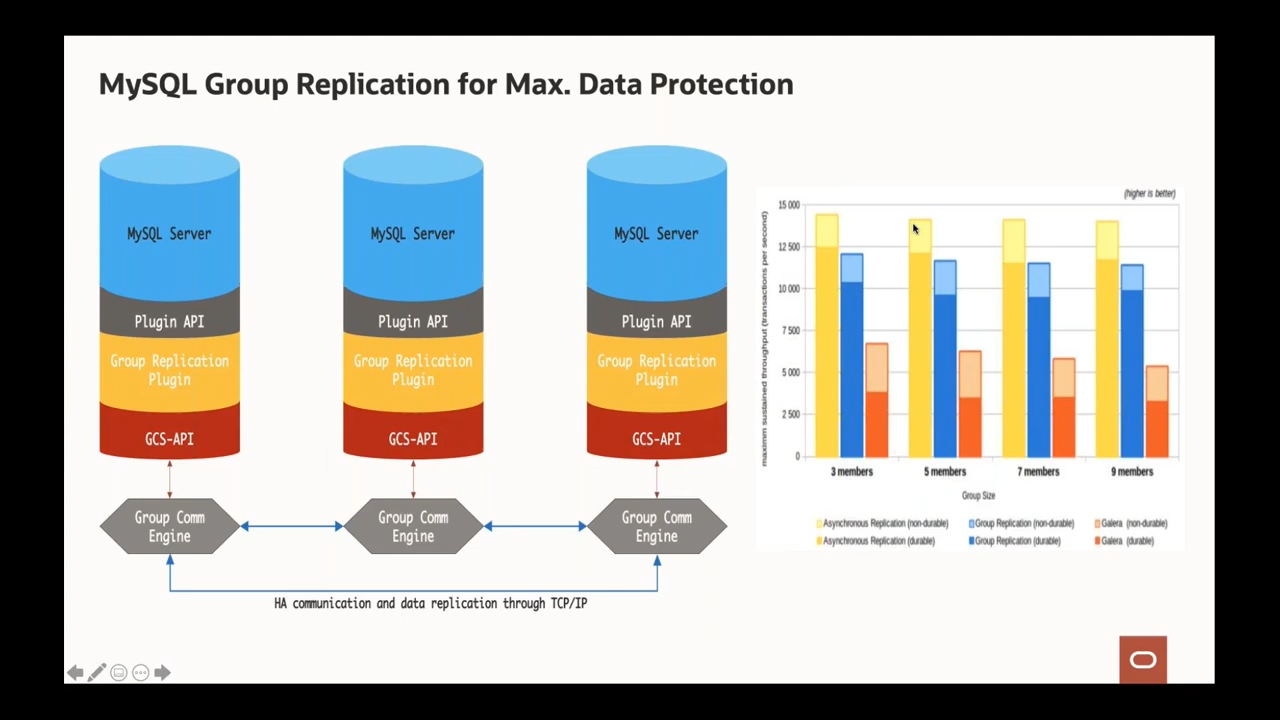 MySQL Group Replication for Max. Data Protection
MySQL Server
MySQL Server
MySQL Server
Plugin API
Plugin API
Plugin API
Group Replication
Plugin
Group Replication
Plugin
Group Replication
Plugin
GCS-API
GCS-API
GCS-API
Group Comm
Engine
Group Comm
Engine
Group Comm
Engine
HA communication and data replication through TCP/IP
(higher is better)
maximm sustained throughput (transactions per second)
15 000
12 500
10 000
7 500
5 000
2 500
0
3 members
5 members
7 members
9 members
Group Size
Asynchronous Replication (non-durable)
Group Replication (non-durable)
Galera (non-durable)
Asynchronous Replication (durable)
Group Replication (durable)
Galera (durable)